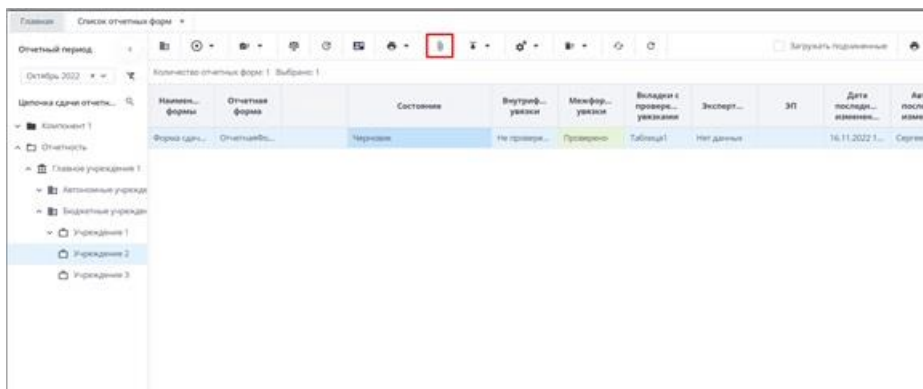 Главная Список отчетных форм
Отчетный период
Загружать подчиненные
Октябрь 2022
Количество отчетных форм: 1 Выбрано: 1
Цепочка сдачи отчетн...
Наимен... формы
Отчетная форма
Состояние
Внутриф... увязки
Межфор... увязки
Вкладки с провере... увязками
Эксперт...
ЭП
Дата последн... изменен...
Компонент 1
Форма сдач... ОтчетнаяФо... Черновик Не провере... Проверено Таблица1 Нет данных 16.11.2022 1...
Отчетность
Главное учреждение 1
Автономные учрежде
Бюджетные учрежден
Учреждение 1
Учреждение 2
Учреждение 3